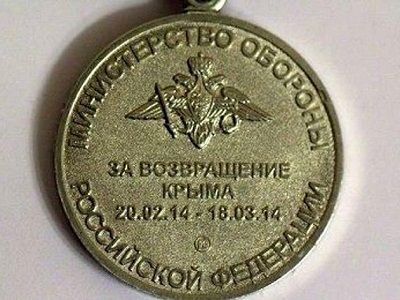 МИНИСТЕРСТВО ОБОРОНЫ
ЗА ВОЗВРАЩЕНИЕ
КРЫМА
20.02.14 - 18.03.14
РОССИЙСКОЙ ФЕДЕРАЦИИ